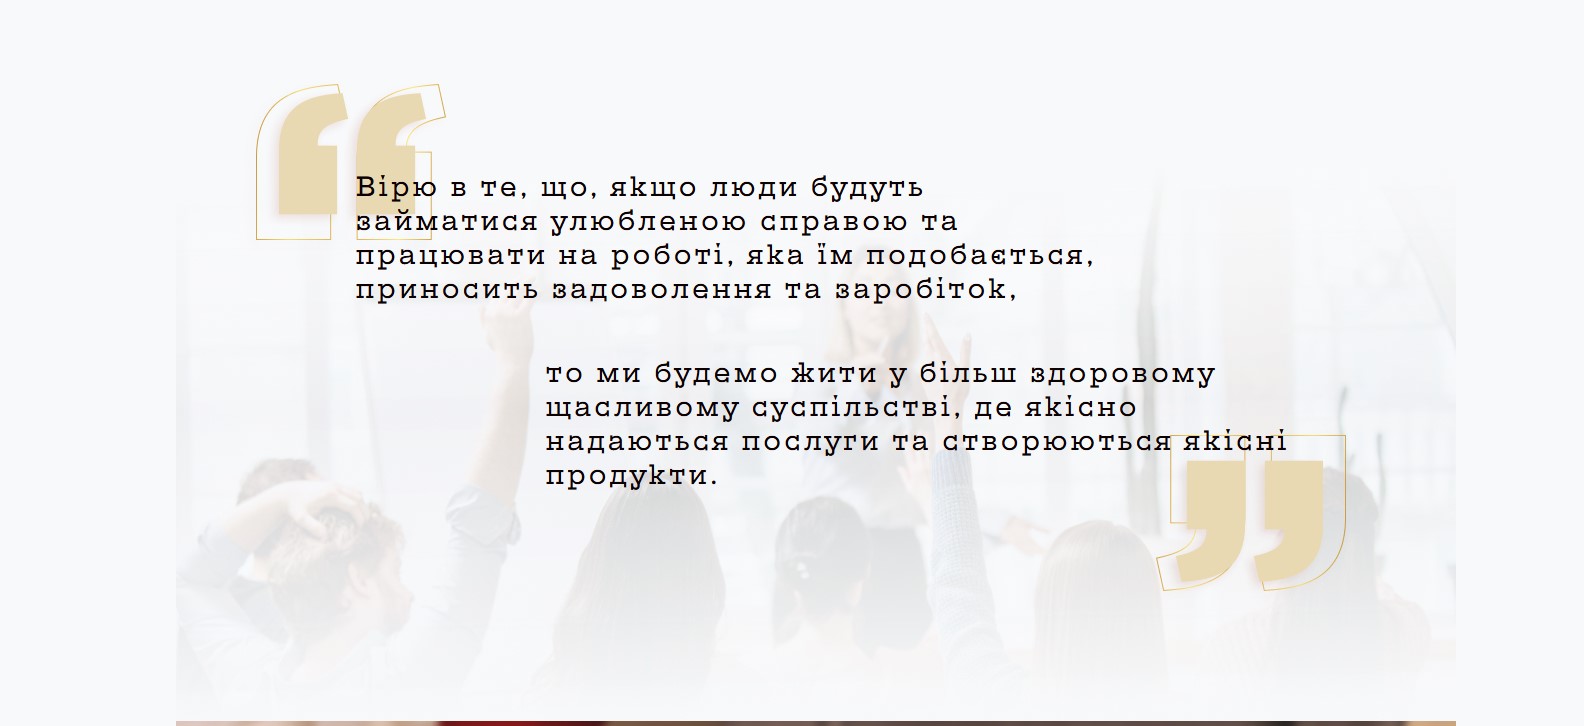 Вірю в те, що, якщо люди будуть
займатися улюбленою справою та
працювати на роботі, яка їм подобається,
приносить задоволення та заробіток,
то ми будемо жити у більш здоровому
щасливому суспільстві, де якісно
надаються послуги та створюються якісні
продукти.